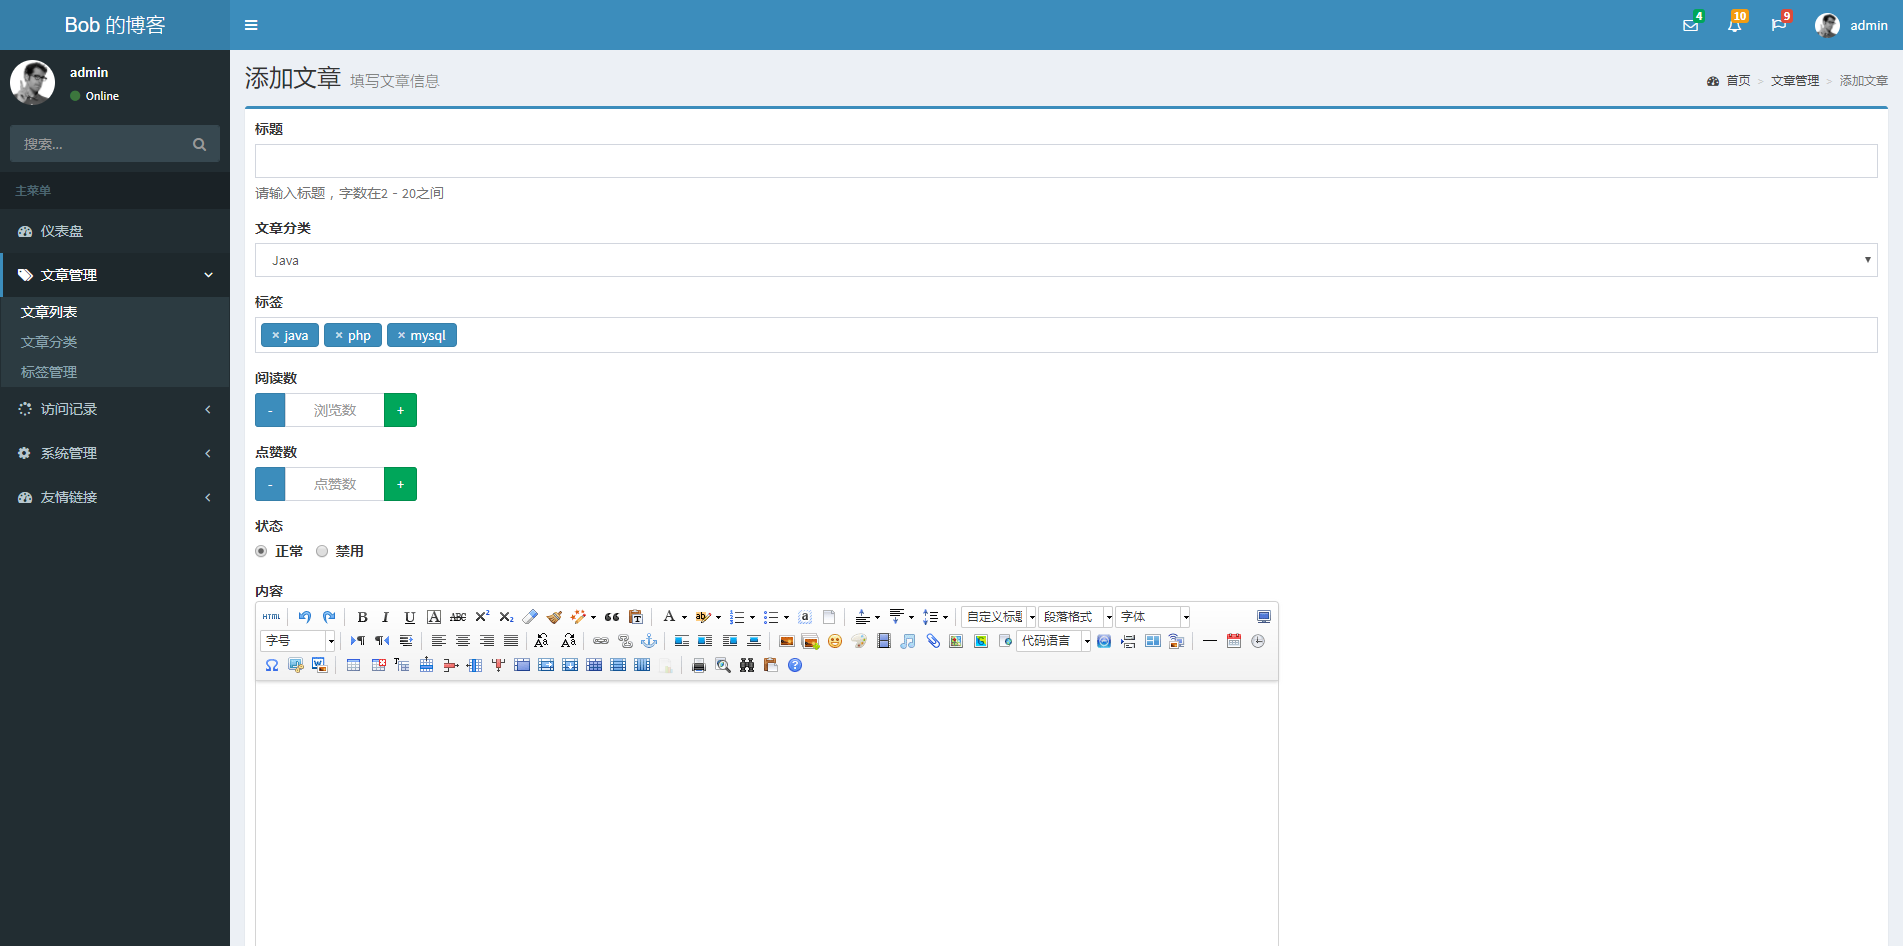 Bob 的博客
4
10
9
admin
admin
Online
搜索...
主菜单
仪表盘
文章管理
文章列表
文章分类
标签管理
访问记录
系统管理
友情链接
添加文章 填写文章信息
首页 > 文章管理 > 添加文章
标题
请输入标题，字数在2 - 20之间
文章分类
Java
标签
× java × php × mysql
阅读数
- 浏览数 +
点赞数
- 点赞数 +
状态
正常 禁用
内容
HTML B I U A ABC X² X₂ T A ab a 自定义标题 段落格式 字体
字号 Aa Aa 代码语言
Ω W T ?